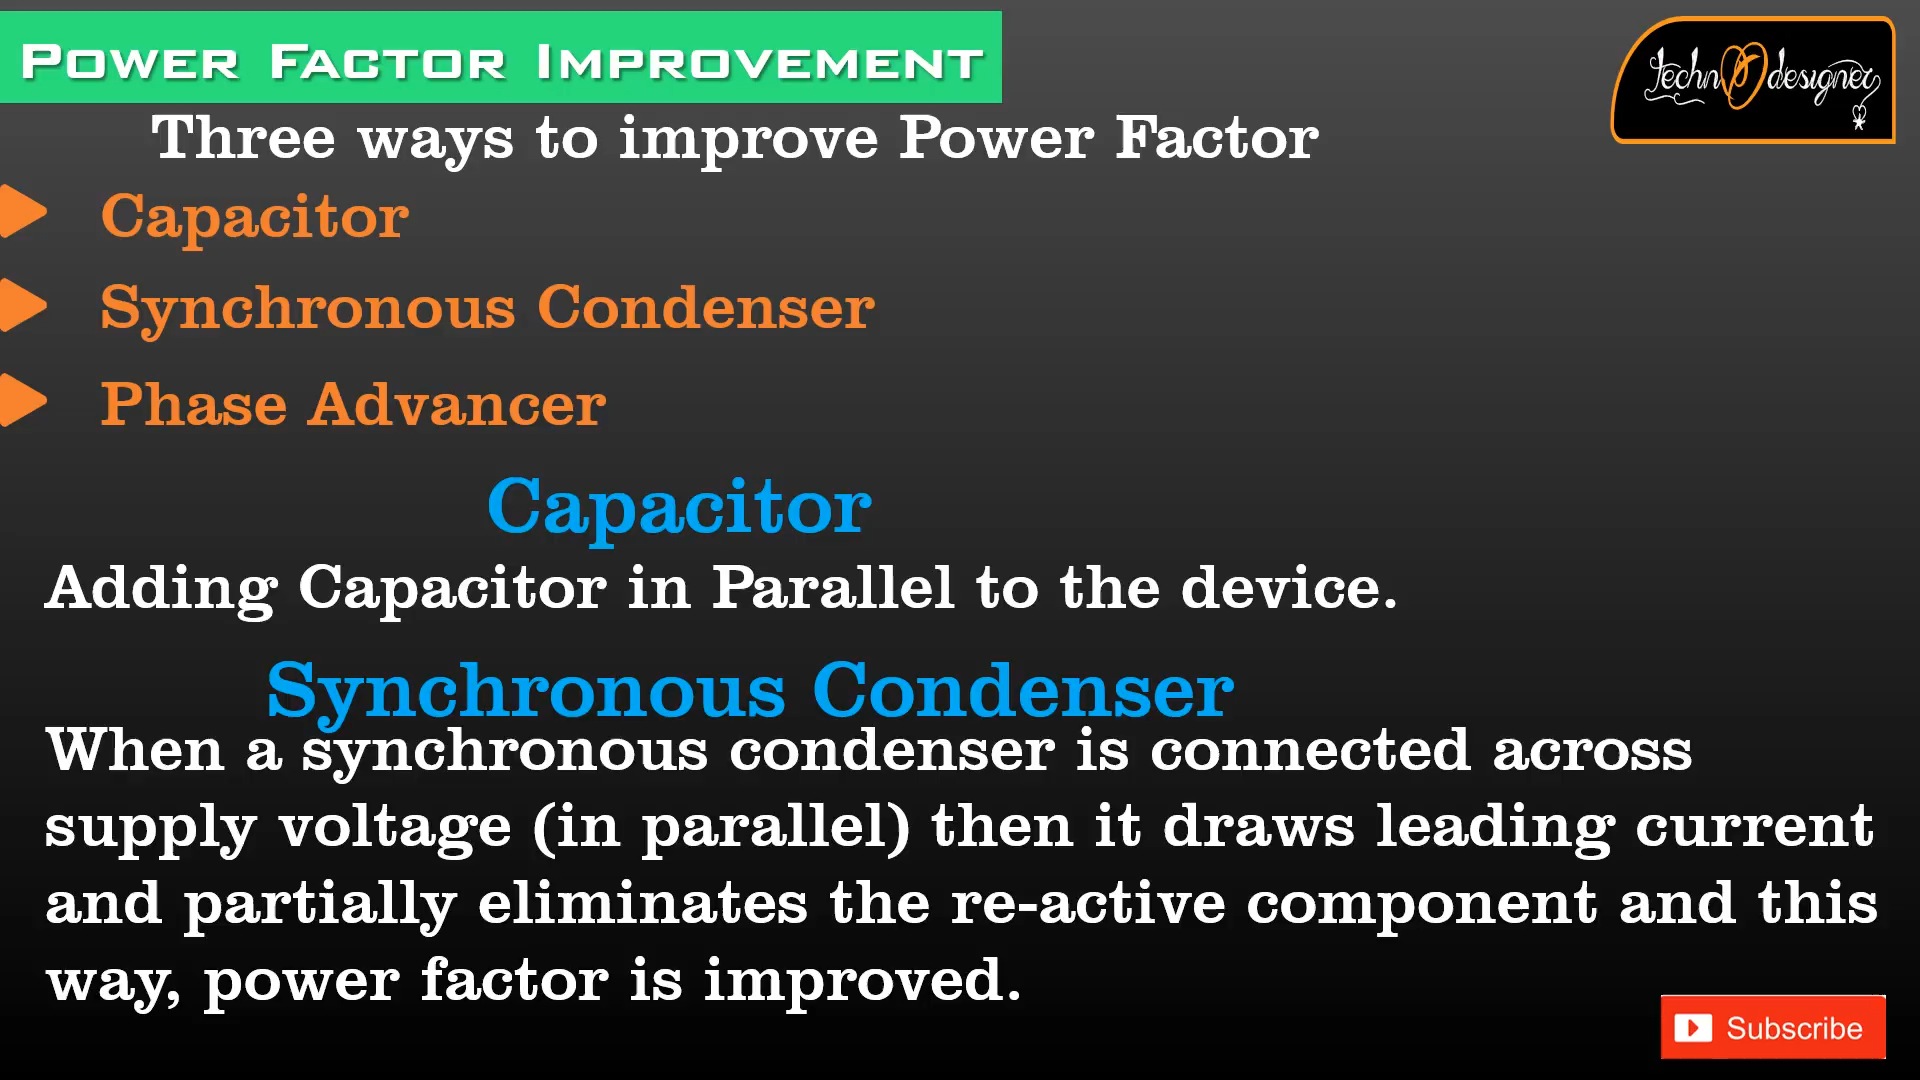 Power Factor Improvement
techno designer
Three ways to improve Power Factor
Capacitor
Synchronous Condenser
Phase Advancer
Capacitor
Adding Capacitor in Parallel to the device.
Synchronous Condenser
When a synchronous condenser is connected across
supply voltage (in parallel) then it draws leading current
and partially eliminates the re-active component and this
way, power factor is improved.
Subscribe